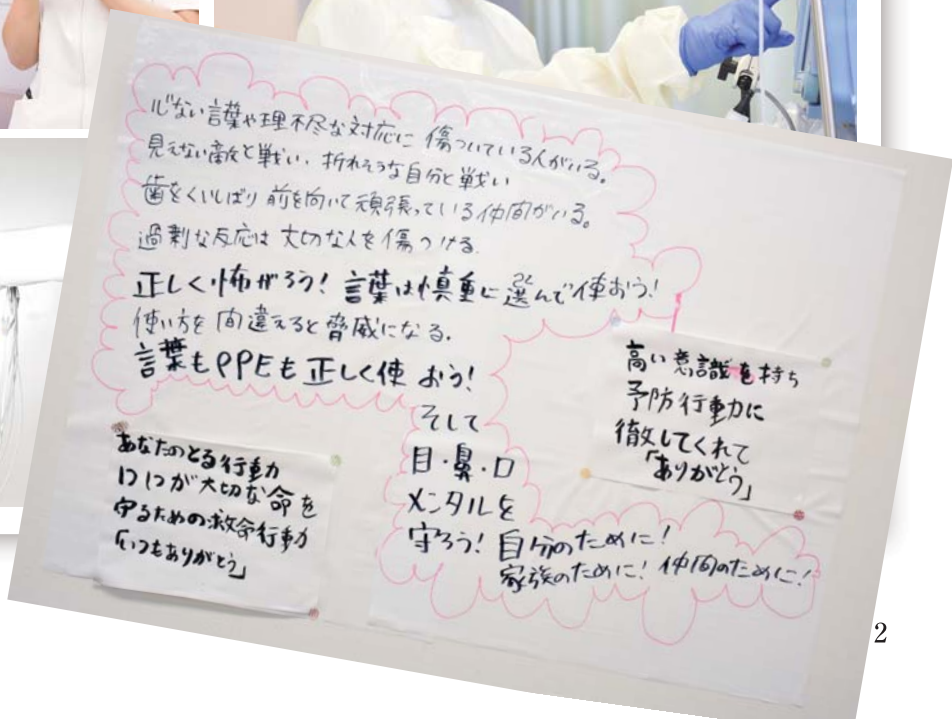 心ない言葉や理不尽な対応に 傷ついている人がいる。
見えない敵と戦い、折れそうな自分と戦い
歯をくいしばり 前を向いて頑張っている仲間がいる。
過剰な反応は 大切な人を傷つける。
正しく怖がろう! 言葉は慎重に選んで使おう!
使い方を間違えると脅威になる。
言葉もPPEも正しく使おう!
そして
目・鼻・口
メンタルを
守ろう! 自分のために!
家族のために! 仲間のために!
高い意識を持ち
予防行動に
徹してくれて
「ありがとう」
あなたのとる行動
1つ1つが大切な命を
守るための救命行動
「いつもありがとう」
2